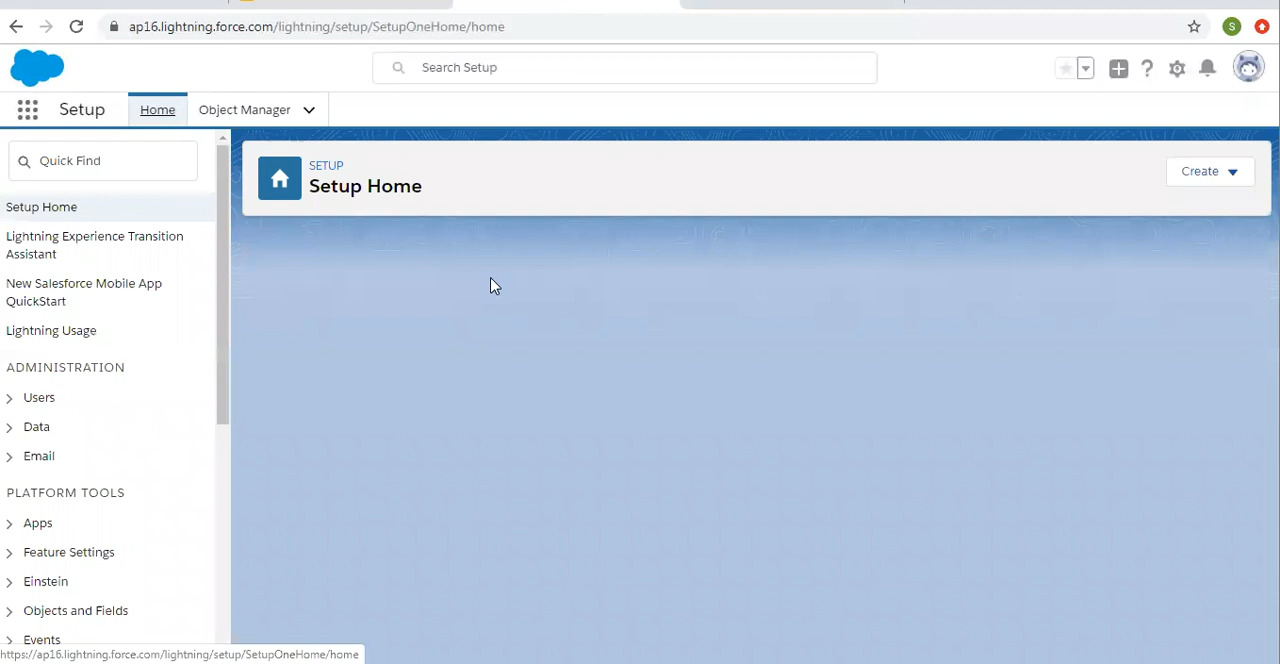 ap16.lightning.force.com/lightning/setup/SetupOneHome/home
S
Search Setup
Setup
Home
Object Manager
Quick Find
Setup Home
Lightning Experience Transition
Assistant
New Salesforce Mobile App
QuickStart
Lightning Usage
ADMINISTRATION
Users
Data
Email
PLATFORM TOOLS
Apps
Feature Settings
Einstein
Objects and Fields
Events
SETUP
Setup Home
Create
https://ap16.lightning.force.com/lightning/setup/SetupOneHome/home